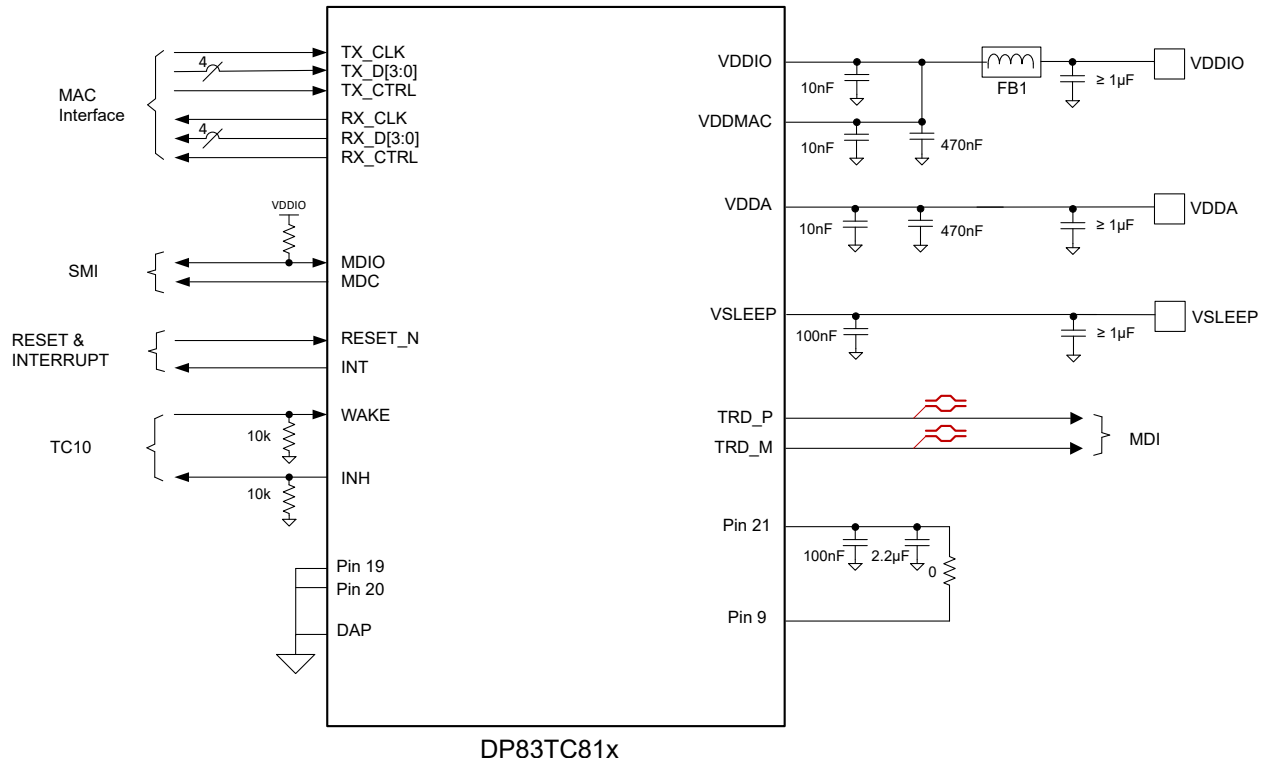 TX_CLK
4
TX_D[3:0]
TX_CTRL
MAC
Interface
RX_CLK
4
RX_D[3:0]
RX_CTRL
VDDIO
SMI
MDIO
MDC
RESET &
INTERRUPT
RESET_N
INT
TC10
WAKE
10k
INH
10k
Pin 19
Pin 20
DAP
VDDIO
10nF
FB1
≥ 1µF
VDDIO
VDDMAC
10nF
470nF
VDDA
10nF
470nF
≥ 1µF
VDDA
VSLEEP
100nF
≥ 1µF
VSLEEP
TRD_P
TRD_M
MDI
Pin 21
100nF
2.2µF
0
Pin 9
DP83TC81x